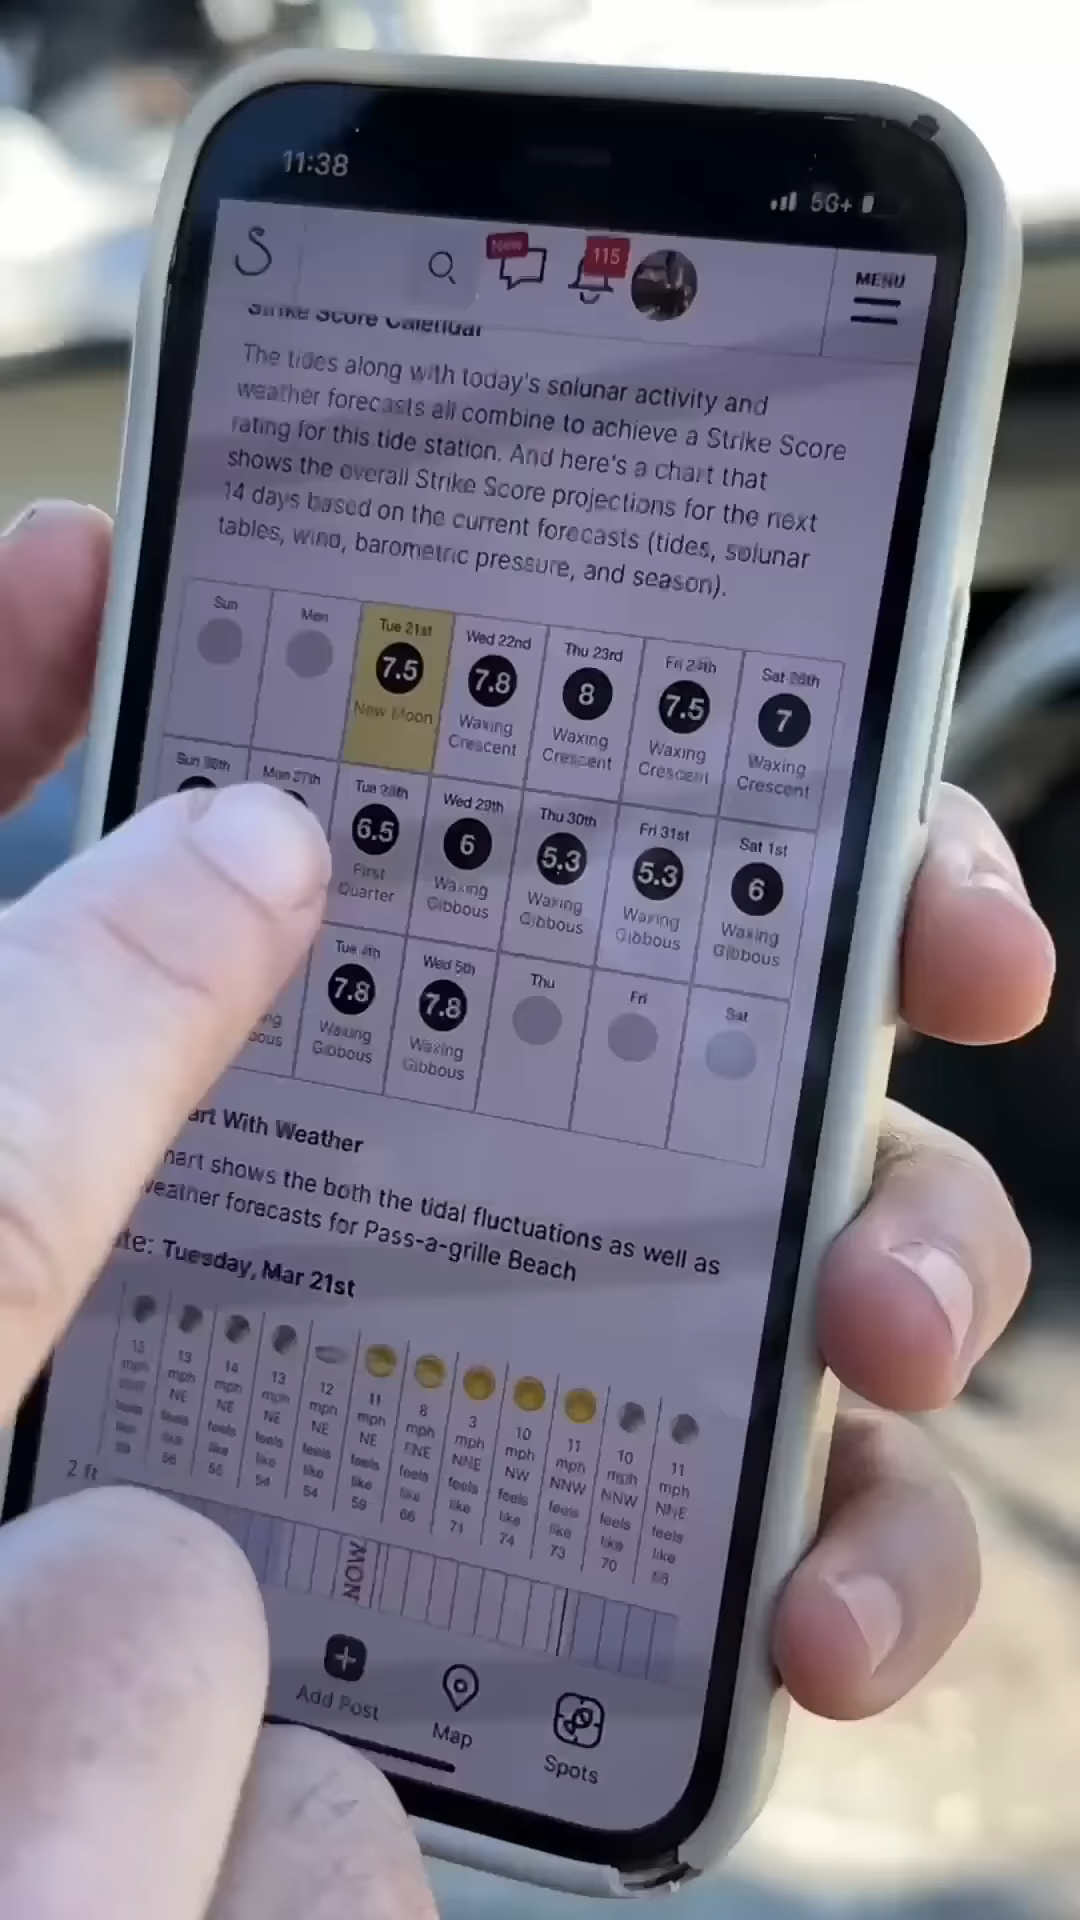 11:38
5G+
New
115
MENU
Strike Score Calendar
The tides along with today's solunar activity and
weather forecasts all combine to achieve a Strike Score
rating for this tide station. And here's a chart that
shows the overall Strike Score projections for the next
14 days based on the current forecasts (tides, solunar
tables, wind, barometric pressure, and season).
Sun
Mon
Tue 21st
7.5
New Moon
Wed 22nd
7.8
Waxing
Crescent
Thu 23rd
8
Waxing
Crescent
Fri 24th
7.5
Waxing
Crescent
Sat 25th
7
Waxing
Crescent
Sun 26th
Mon 27th
Tue 28th
6.5
First
Quarter
Wed 29th
6
Waxing
Gibbous
Thu 30th
5.3
Waxing
Gibbous
Fri 31st
5.3
Waxing
Gibbous
Sat 1st
6
Waxing
Gibbous
Tue 4th
7.8
Waxing
Gibbous
Wed 5th
7.8
Waxing
Gibbous
Thu
Fri
Sat
With Weather
shows the both the tidal fluctuations as well as
weather forecasts for Pass-a-grille Beach
Tuesday, Mar 21st
13
mph
NE
feels
like
56
14
mph
NE
feels
like
55
13
mph
NE
feels
like
54
12
mph
NE
feels
like
54
11
mph
NE
feels
like
59
8
mph
ENE
feels
like
66
3
mph
NNE
feels
like
71
10
mph
NW
feels
like
74
11
mph
NNW
feels
like
73
10
mph
NNW
feels
like
70
11
mph
NNE
feels
like
2 ft
NOW
Add Post
Map
Spots